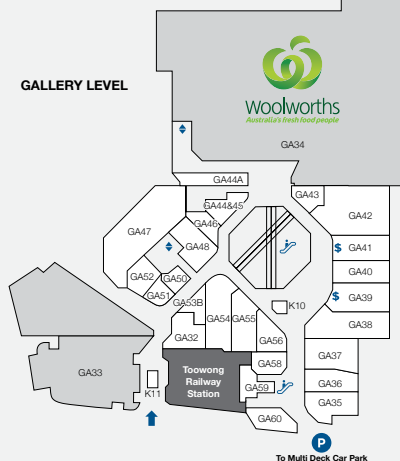 GALLERY LEVEL
Woolworths
Australia's fresh food people
GA34
GA44A
GA43
GA44&45
GA42
GA46
GA47
GA48
GA41
GA52
GA50
GA40
GA51
GA53B
$
GA39
K10
GA54
GA55
GA38
GA32
GA56
GA37
GA58
GA33
Toowong
Railway
Station
K11
GA59
GA36
GA35
GA60
$
P
To Multi Deck Car Park